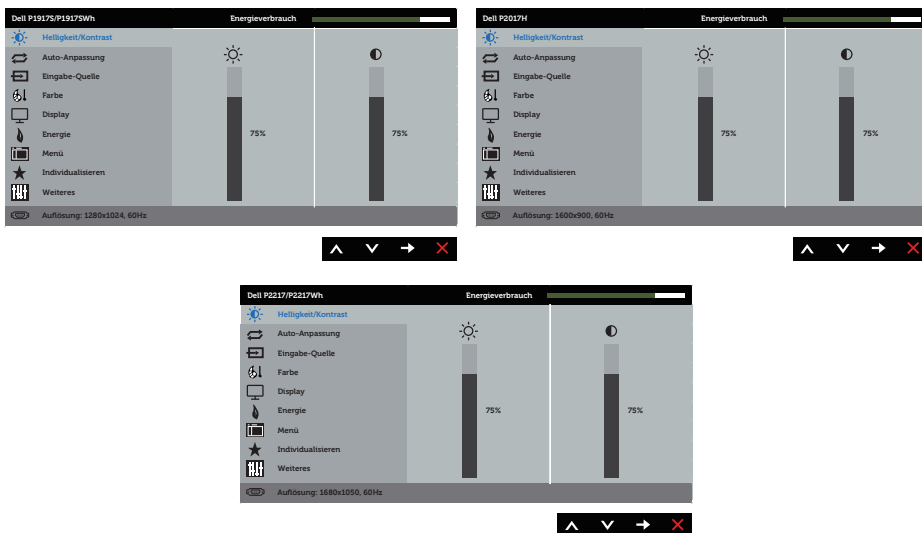 Dell P1917S/P1917SWh Energieverbrauch
Helligkeit/Kontrast
Auto-Anpassung
Eingabe-Quelle
Farbe
Display
Energie
Menü
Individualisieren
Weiteres
75% 75%
Auflösung: 1280x1024, 60Hz
Dell P2017H Energieverbrauch
Helligkeit/Kontrast
Auto-Anpassung
Eingabe-Quelle
Farbe
Display
Energie
Menü
Individualisieren
Weiteres
75% 75%
Auflösung: 1600x900, 60Hz
Dell P2217/P2217Wh Energieverbrauch
Helligkeit/Kontrast
Auto-Anpassung
Eingabe-Quelle
Farbe
Display
Energie
Menü
Individualisieren
Weiteres
75% 75%
Auflösung: 1680x1050, 60Hz